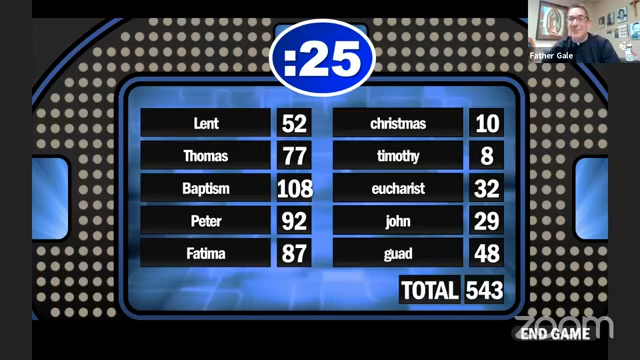 :25
Father Gale
Lent 52 christmas 10
Thomas 77 timothy 8
Baptism 108 eucharist 32
Peter 92 john 29
Fatima 87 guad 48
TOTAL 543
zoom
END GAME